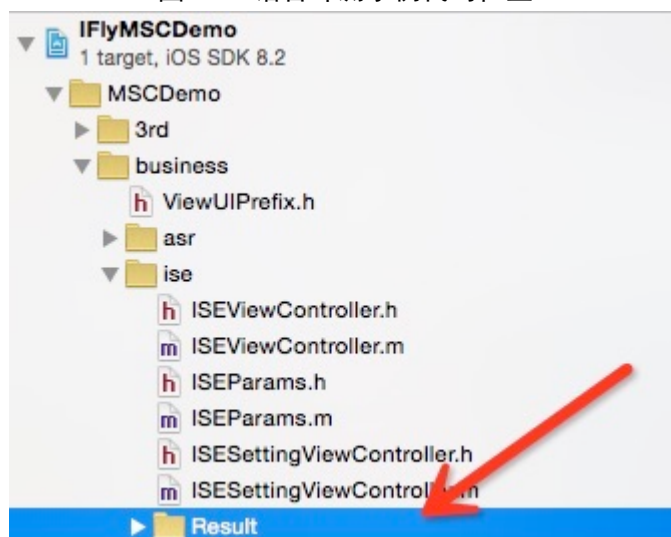 IFlyMSCDemo
1 target, iOS SDK 8.2
MSCDemo
3rd
business
h ViewUIPrefix.h
asr
ise
h ISEViewController.h
m ISEViewController.m
h ISEParams.h
m ISEParams.m
h ISESettingViewController.h
m ISESettingViewController.m
Result